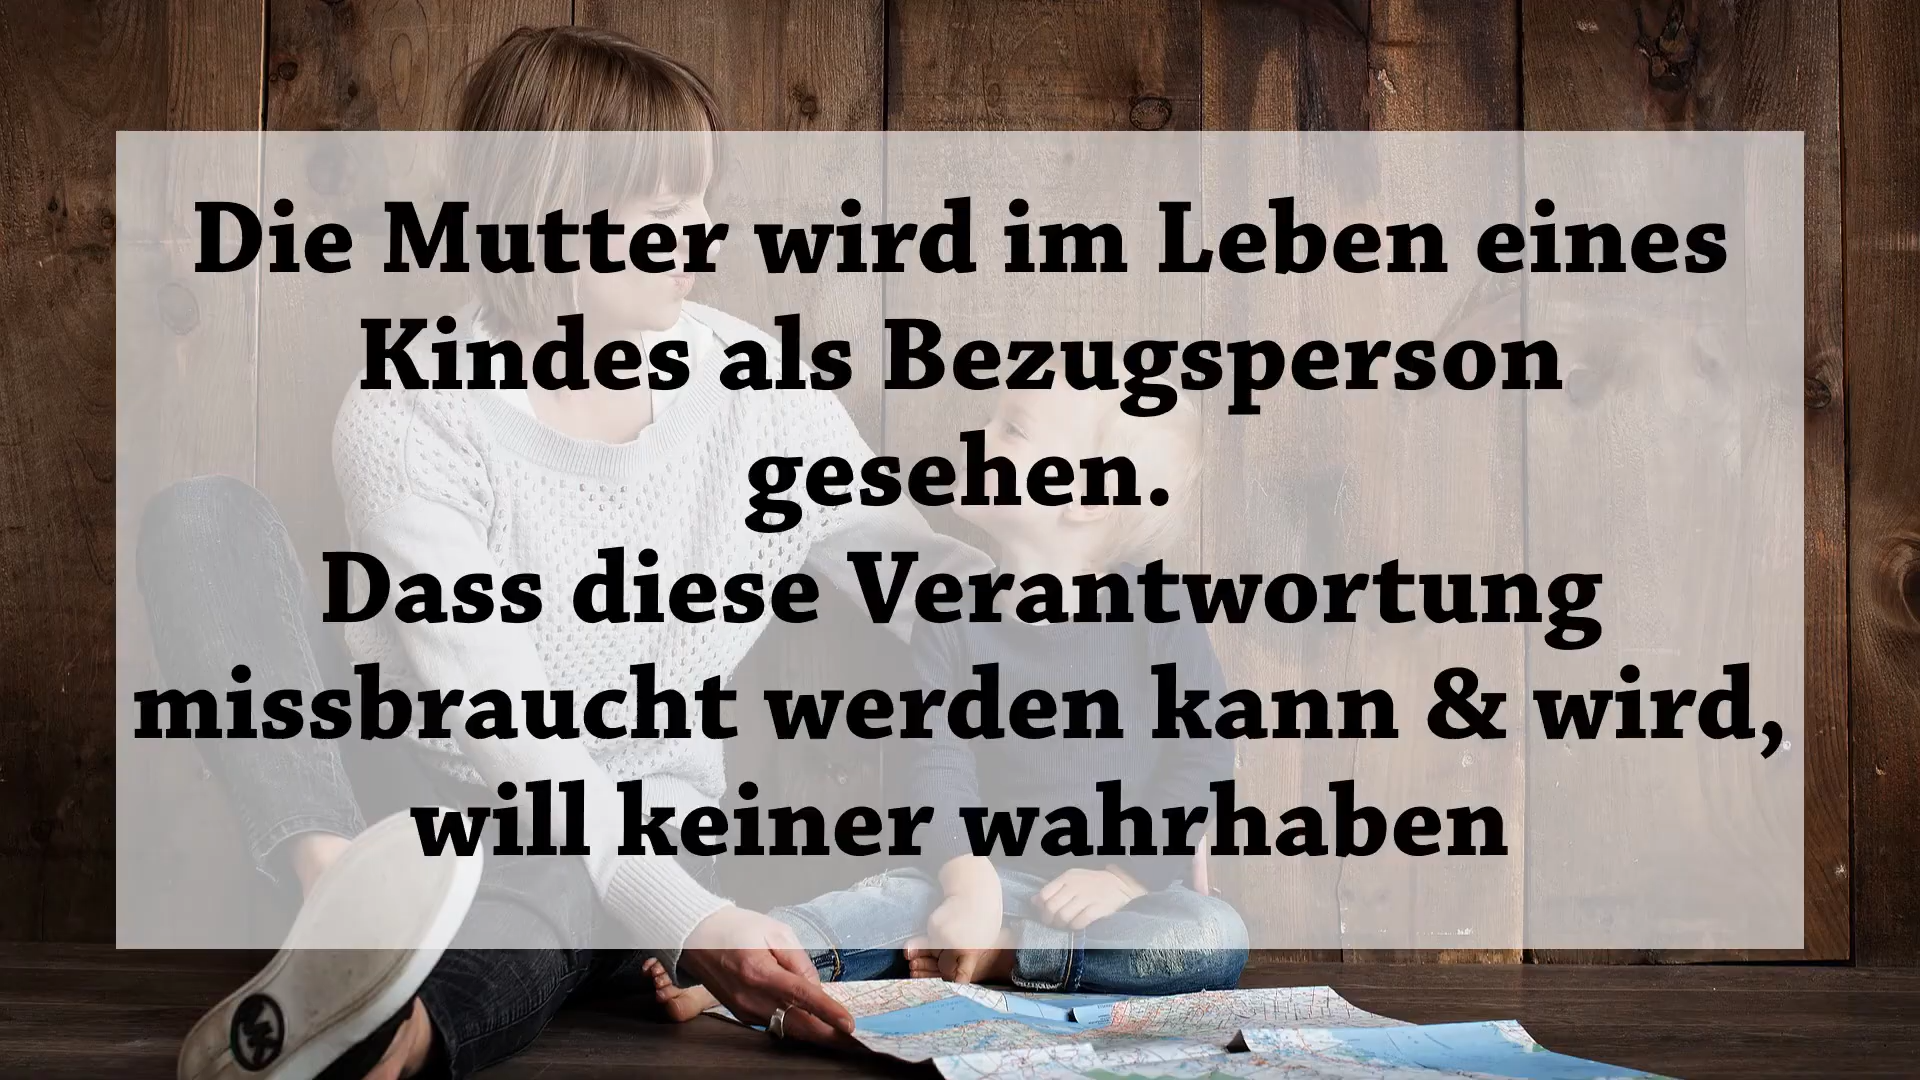 Die Mutter wird im Leben eines
Kindes als Bezugsperson
gesehen.
Dass diese Verantwortung
missbraucht werden kann & wird,
will keiner wahrhaben